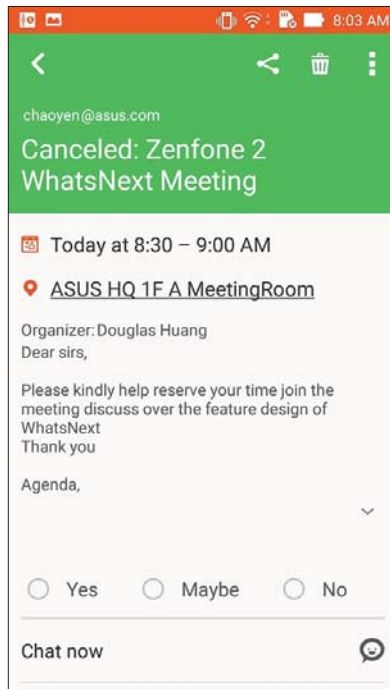 8:03 AM
chaoyen@asus.com
Canceled: Zenfone 2
WhatsNext Meeting
Today at 8:30 – 9:00 AM
ASUS HQ 1F A MeetingRoom
Organizer: Douglas Huang
Dear sirs,
Please kindly help reserve your time join the
meeting discuss over the feature design of
WhatsNext
Thank you
Agenda,
Yes Maybe No
Chat now